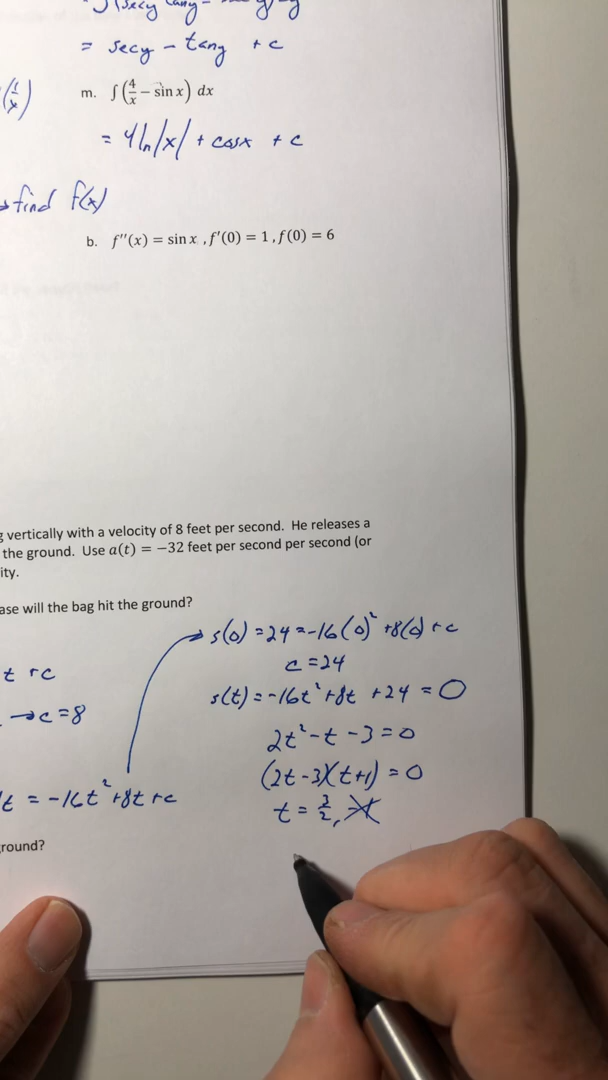 = secy - tany + c
m. ∫(4/x − sin x) dx
= 4ln|x| + cosx + c
find f(x)
b. f''(x) = sin x , f'(0) = 1 , f(0) = 6
vertically with a velocity of 8 feet per second. He releases a
the ground. Use a(t) = −32 feet per second per second (or
ity.
ase will the bag hit the ground?
→ s(0) = 24 = -16(0)² + 8(0) + c
c = 24
t + c
s(t) = -16t² + 8t + 24 = 0
→ c = 8
2t² - t - 3 = 0
(2t - 3)(t + 1) = 0
t = -16t² + 8t + c
t = 3/2,
round?